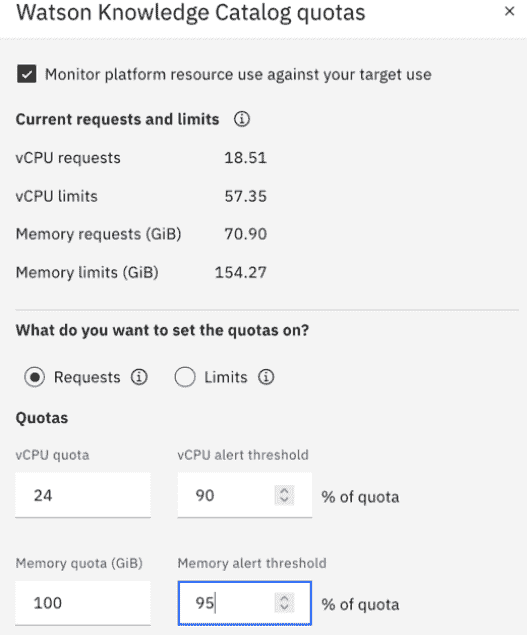 Watson Knowledge Catalog quotas
Monitor platform resource use against your target use
Current requests and limits
vCPU requests 18.51
vCPU limits 57.35
Memory requests (GiB) 70.90
Memory limits (GiB) 154.27
What do you want to set the quotas on?
Requests Limits
Quotas
vCPU quota vCPU alert threshold
24 90 % of quota
Memory quota (GiB) Memory alert threshold
100 95 % of quota